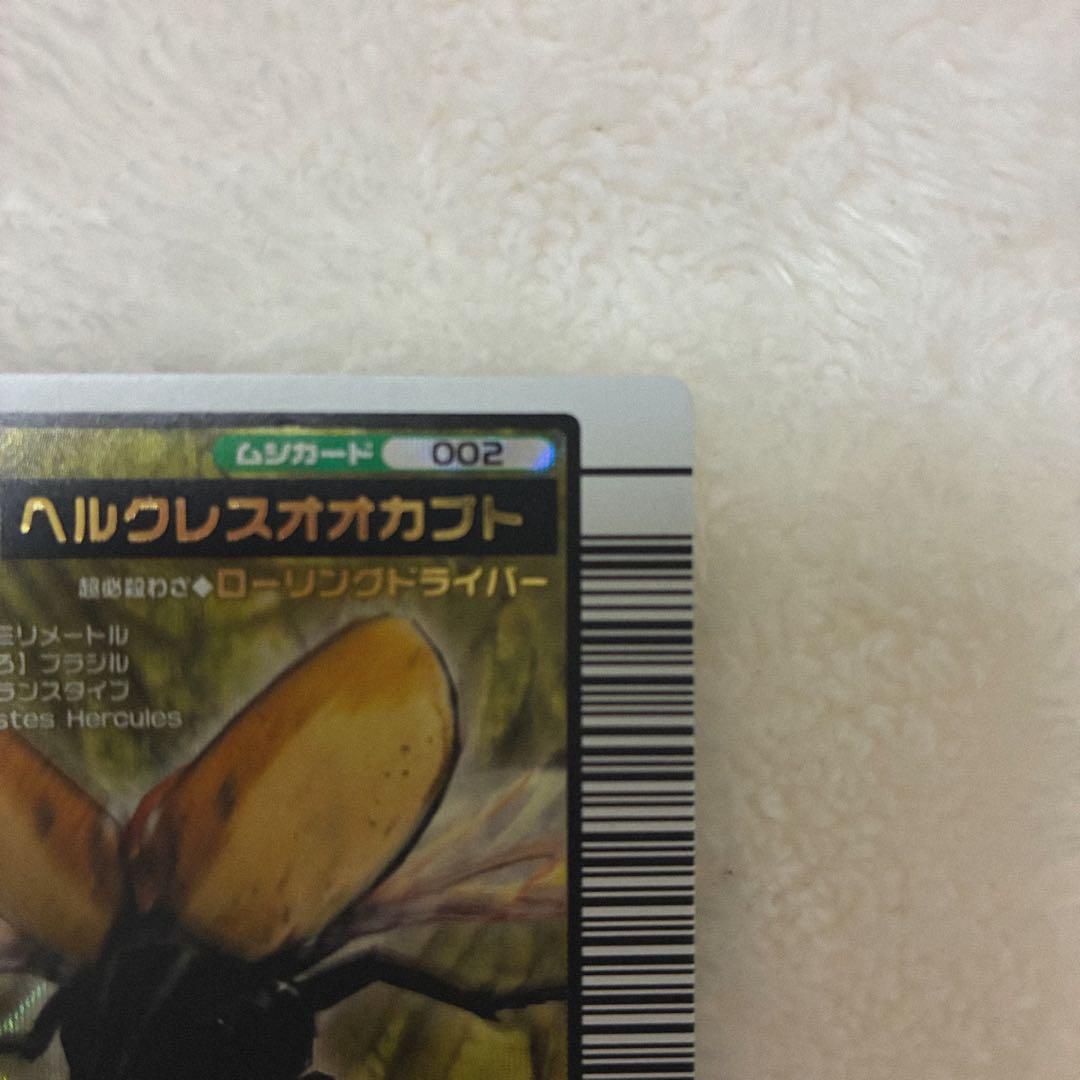 ムシカード 002
ヘルクレスオオカブト
超必殺わざ◆ローリングドライバー
ミリメートル
ろ] ブラジル
ランスタイプ
stes Hercules